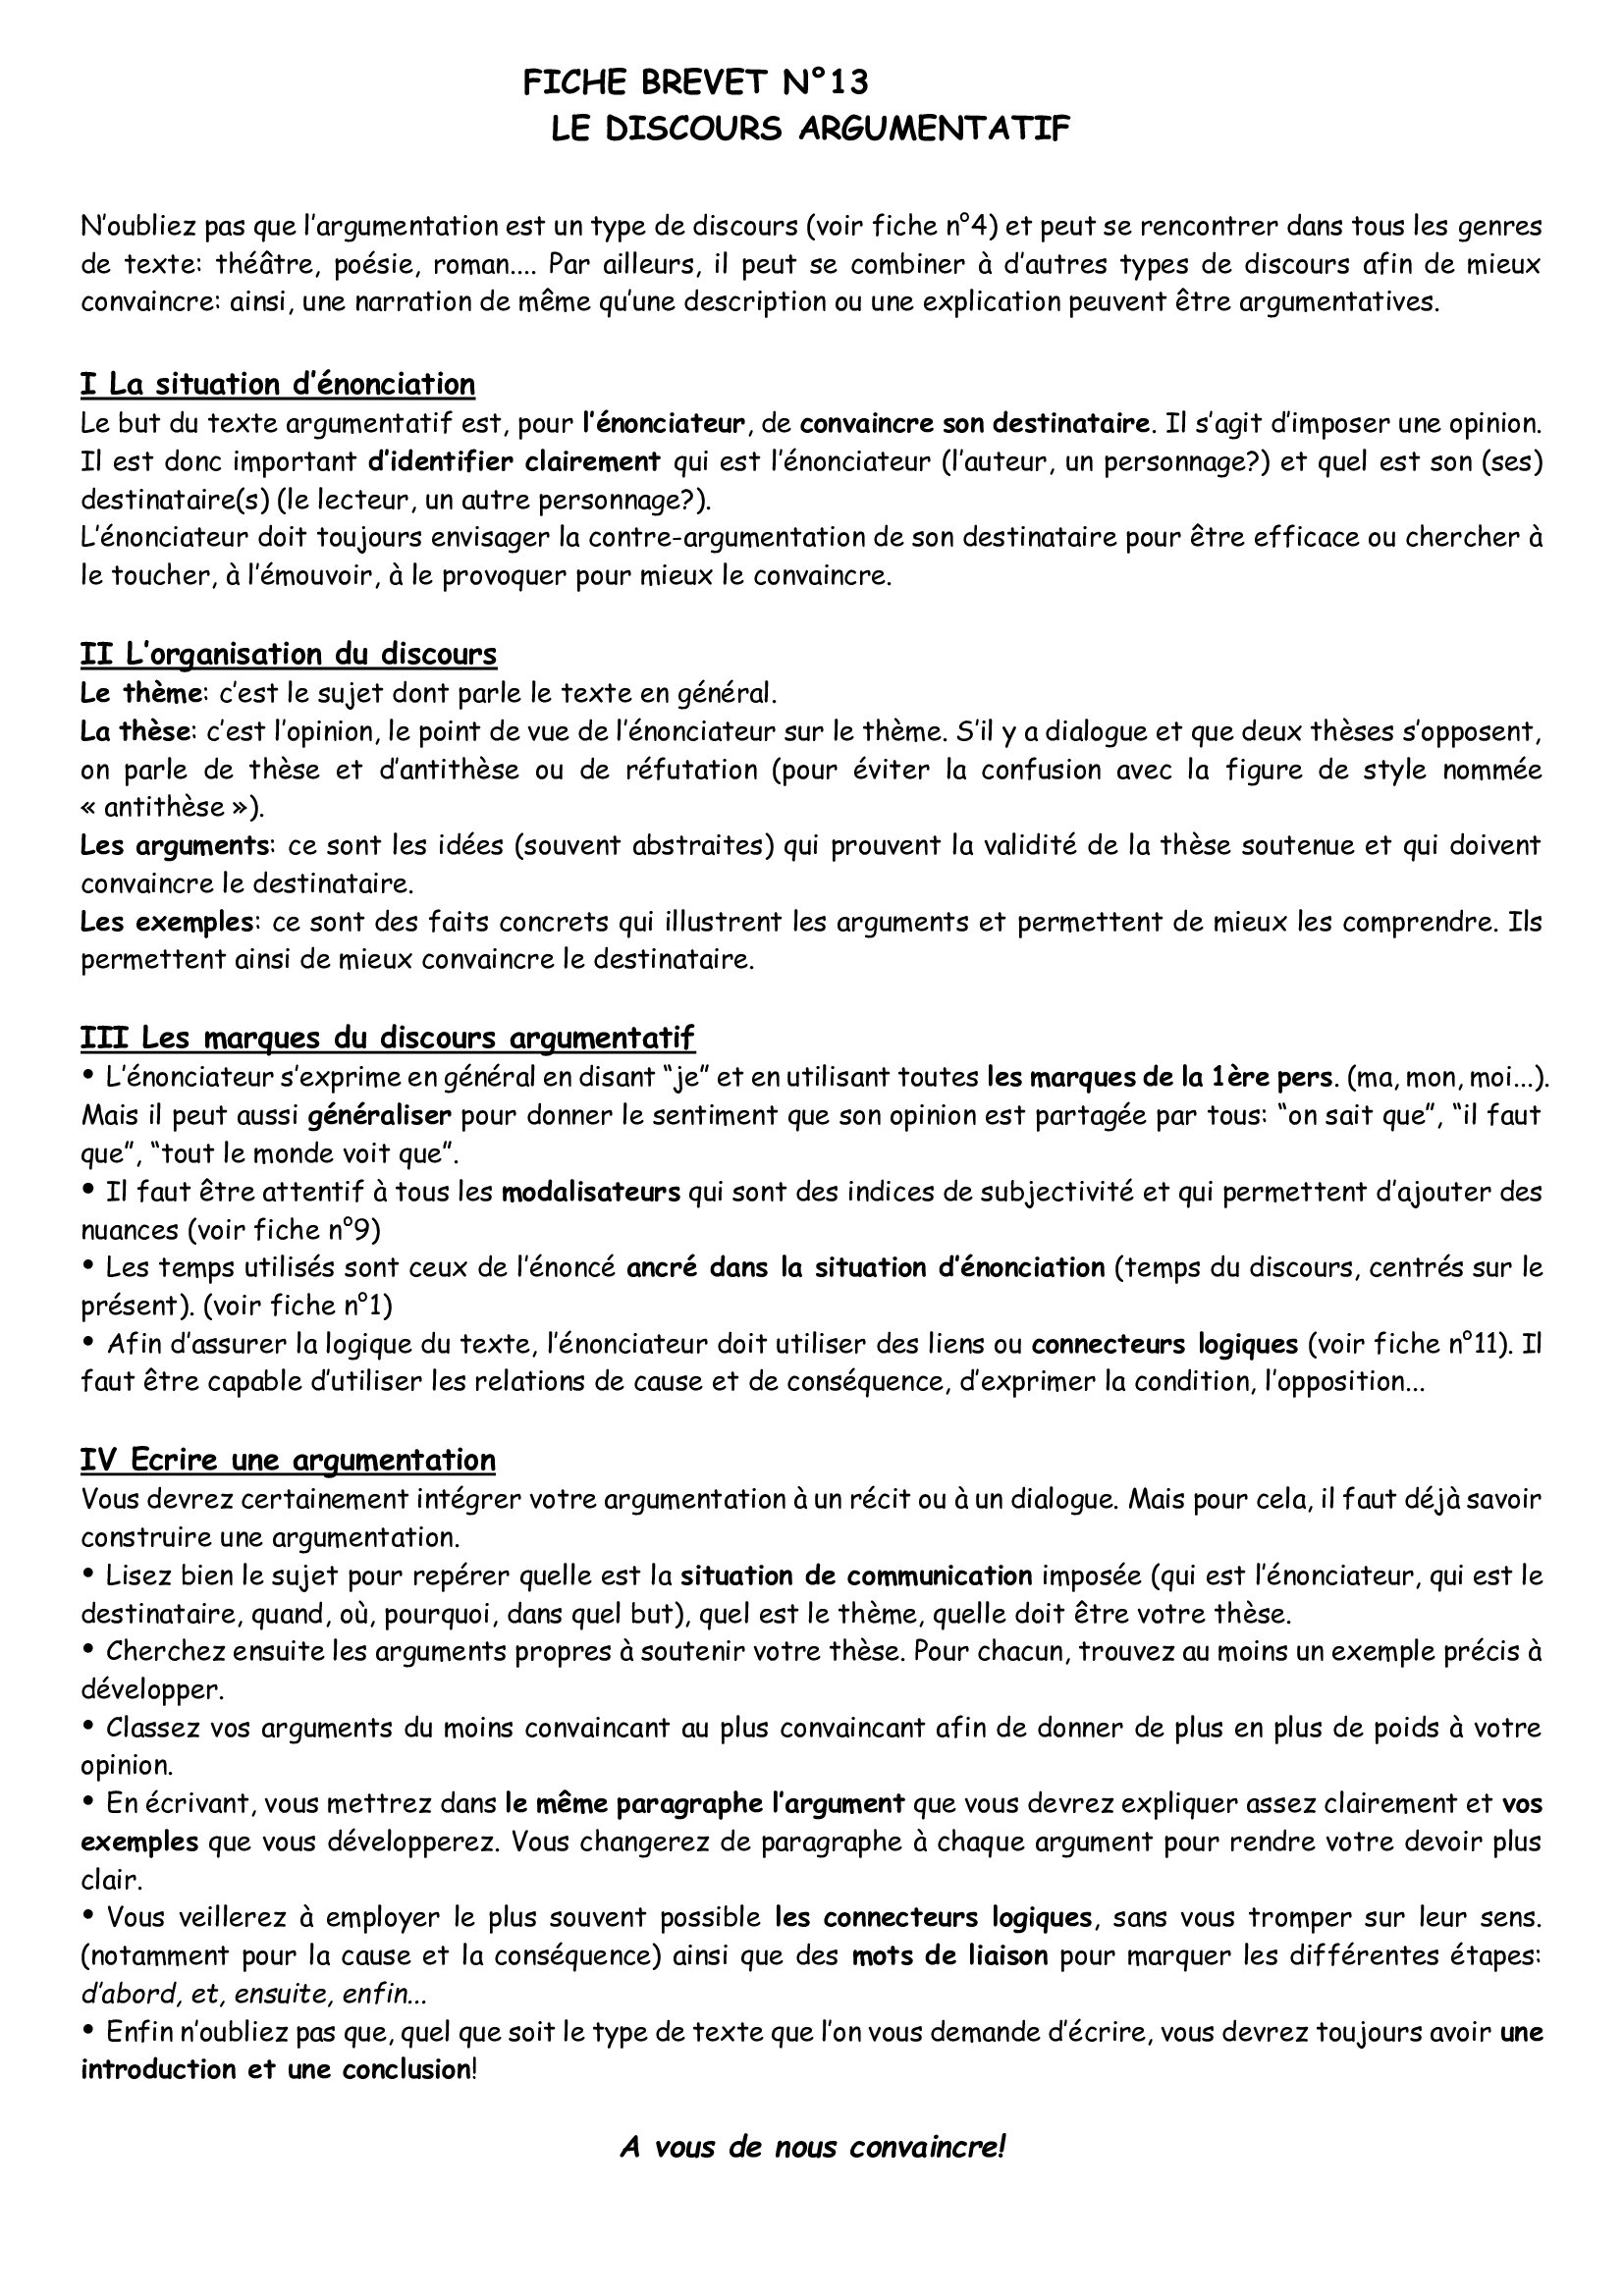 FICHE BREVET N°13
LE DISCOURS ARGUMENTATIF
N’oubliez pas que l’argumentation est un type de discours (voir fiche n°4) et peut se rencontrer dans tous les genres
de texte: théâtre, poésie, roman.... Par ailleurs, il peut se combiner à d’autres types de discours afin de mieux
convaincre: ainsi, une narration de même qu’une description ou une explication peuvent être argumentatives.
I La situation d’énonciation
Le but du texte argumentatif est, pour l’énonciateur, de convaincre son destinataire. Il s’agit d’imposer une opinion.
Il est donc important d’identifier clairement qui est l’énonciateur (l’auteur, un personnage?) et quel est son (ses)
destinataire(s) (le lecteur, un autre personnage?).
L’énonciateur doit toujours envisager la contre-argumentation de son destinataire pour être efficace ou chercher à
le toucher, à l’émouvoir, à le provoquer pour mieux le convaincre.
II L’organisation du discours
Le thème: c’est le sujet dont parle le texte en général.
La thèse: c’est l’opinion, le point de vue de l’énonciateur sur le thème. S’il y a dialogue et que deux thèses s’opposent,
on parle de thèse et d’antithèse ou de réfutation (pour éviter la confusion avec la figure de style nommée
« antithèse »).
Les arguments: ce sont les idées (souvent abstraites) qui prouvent la validité de la thèse soutenue et qui doivent
convaincre le destinataire.
Les exemples: ce sont des faits concrets qui illustrent les arguments et permettent de mieux les comprendre. Ils
permettent ainsi de mieux convaincre le destinataire.
III Les marques du discours argumentatif
• L’énonciateur s’exprime en général en disant “je” et en utilisant toutes les marques de la 1ère pers. (ma, mon, moi...).
Mais il peut aussi généraliser pour donner le sentiment que son opinion est partagée par tous: “on sait que”, “il faut
que”, “tout le monde voit que”.
• Il faut être attentif à tous les modalisateurs qui sont des indices de subjectivité et qui permettent d’ajouter des
nuances (voir fiche n°9)
• Les temps utilisés sont ceux de l’énoncé ancré dans la situation d’énonciation (temps du discours, centrés sur le
présent). (voir fiche n°1)
• Afin d’assurer la logique du texte, l’énonciateur doit utiliser des liens ou connecteurs logiques (voir fiche n°11). Il
faut être capable d’utiliser les relations de cause et de conséquence, d’exprimer la condition, l’opposition...
IV Ecrire une argumentation
Vous devrez certainement intégrer votre argumentation à un récit ou à un dialogue. Mais pour cela, il faut déjà savoir
construire une argumentation.
• Lisez bien le sujet pour repérer quelle est la situation de communication imposée (qui est l’énonciateur, qui est le
destinataire, quand, où, pourquoi, dans quel but), quel est le thème, quelle doit être votre thèse.
• Cherchez ensuite les arguments propres à soutenir votre thèse. Pour chacun, trouvez au moins un exemple précis à
développer.
• Classez vos arguments du moins convaincant au plus convaincant afin de donner de plus en plus de poids à votre
opinion.
• En écrivant, vous mettrez dans le même paragraphe l’argument que vous devrez expliquer assez clairement et vos
exemples que vous développerez. Vous changerez de paragraphe à chaque argument pour rendre votre devoir plus
clair.
• Vous veillerez à employer le plus souvent possible les connecteurs logiques, sans vous tromper sur leur sens.
(notamment pour la cause et la conséquence) ainsi que des mots de liaison pour marquer les différentes étapes:
d’abord, et, ensuite, enfin...
• Enfin n’oubliez pas que, quel que soit le type de texte que l’on vous demande d’écrire, vous devrez toujours avoir une
introduction et une conclusion!
A vous de nous convaincre!